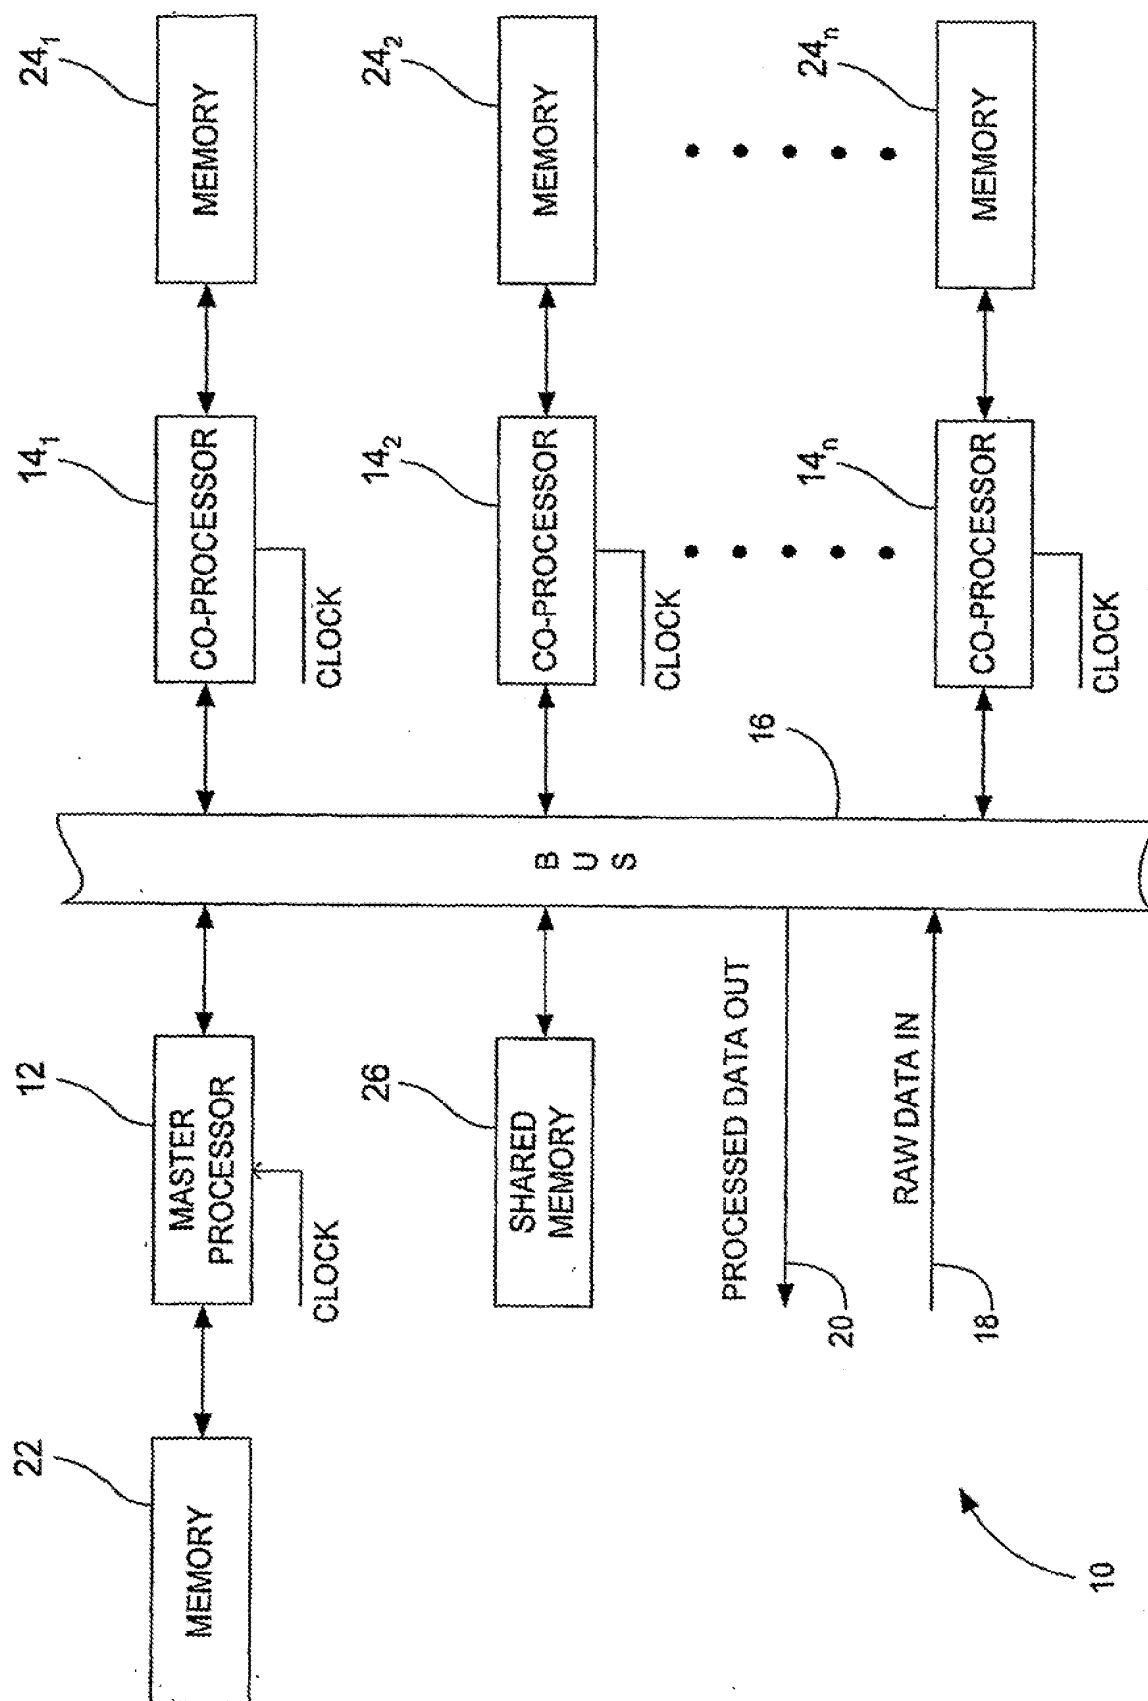 22
12
14₁
24₁
MEMORY
MASTER
PROCESSOR
CO-PROCESSOR
MEMORY
CLOCK
CLOCK
26
14₂
24₂
SHARED
MEMORY
B
U
S
CO-PROCESSOR
MEMORY
CLOCK
PROCESSED DATA OUT
16
20
14ₙ
24ₙ
RAW DATA IN
18
CO-PROCESSOR
MEMORY
CLOCK
10